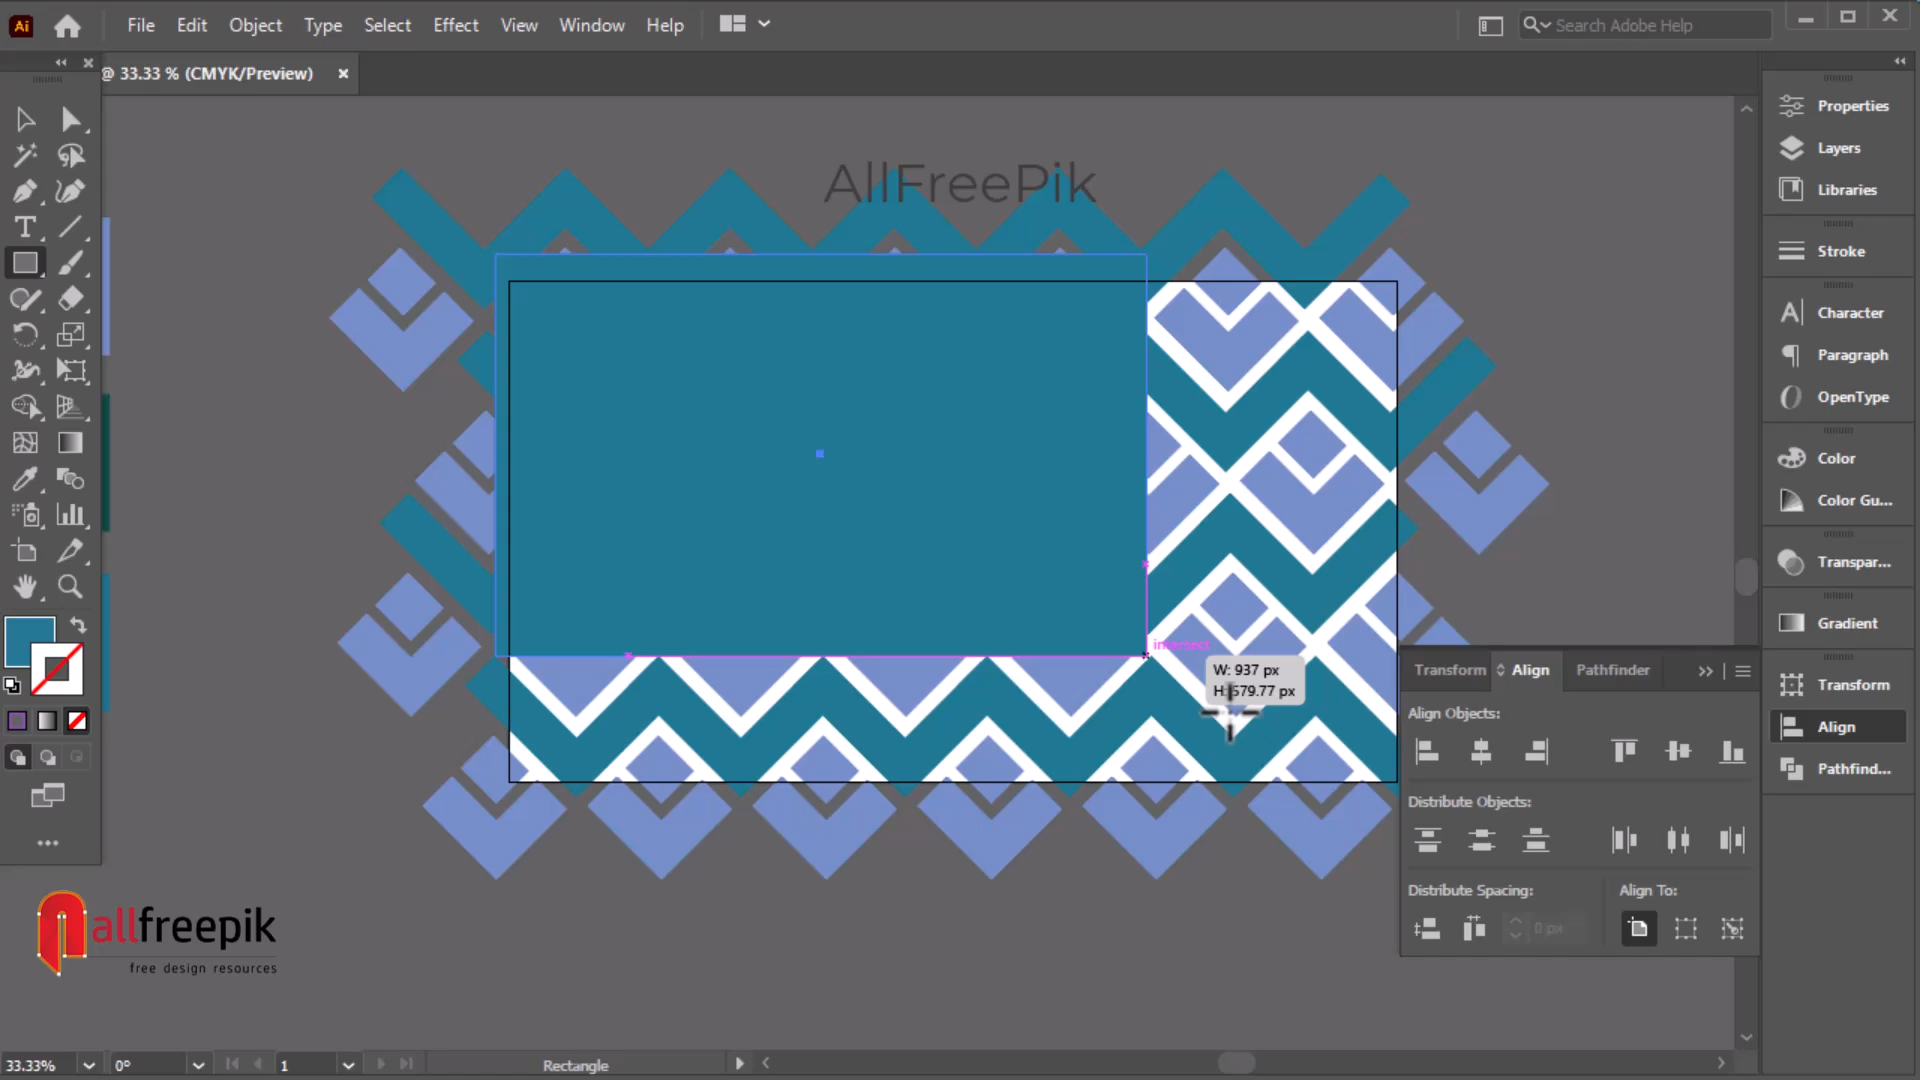 Ai File Edit Object Type Select Effect View Window Help Search Adobe Help
@ 33.33 % (CMYK/Preview)
Properties
Layers
Libraries
Stroke
Character
Paragraph
OpenType
Color
Color Gu...
Transpar...
Gradient
Transform
Align
Pathfind...
AllFreePik
intersect
W: 937 px
H: 579.77 px
Transform Align Pathfinder
Align Objects:
Distribute Objects:
Distribute Spacing: Align To:
0 px
allfreepik
free design resources
33.33% 0° 1 Rectangle